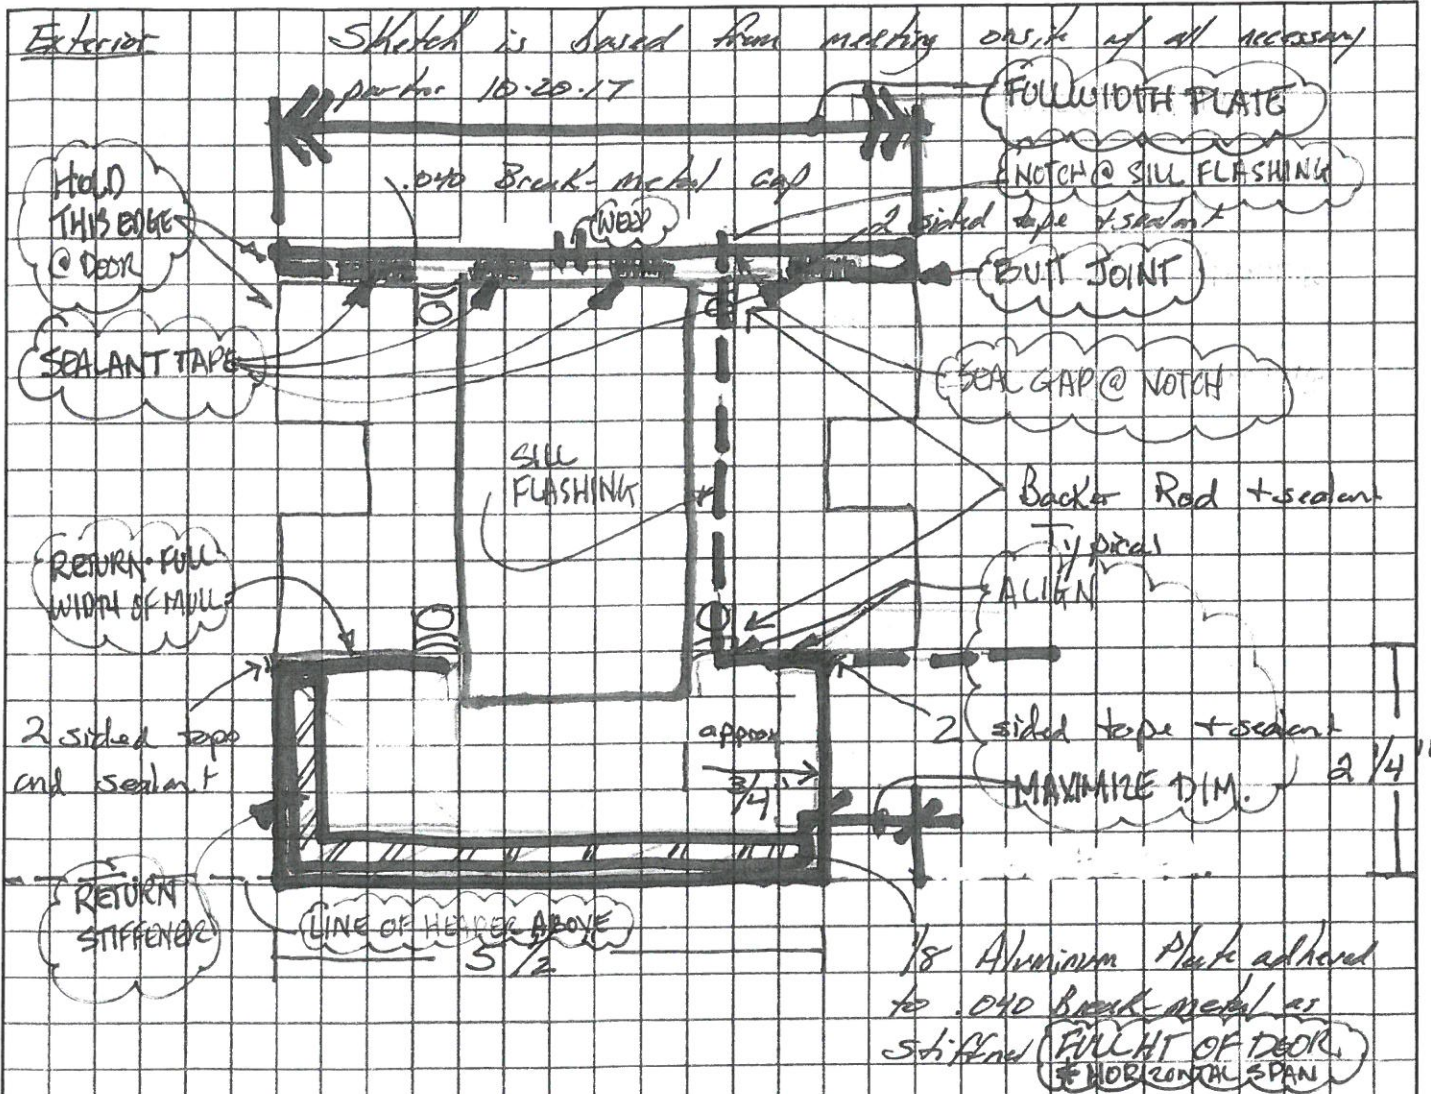 Exterior
Sketch is based from meeting onsite w/ all necessary
parties 10-20-17
FULL WIDTH PLATE
NOTCH @ SILL FLASHING
.040 Break-metal cap
WEEP
2 sided tape + sealant
HOLD
THIS EDGE
@ DOOR
BUTT JOINT
SEALANT TAPE
SEAL GAP @ NOTCH
SILL
FLASHING
Backer Rod + sealant
Typical
RETURN FULL
WIDTH OF MULL
ALIGN
2 sided tape
and sealant
approx
3/4"
2 sided tape + sealant
MAXIMIZE DIM.
2 1/4"
RETURN
STIFFENER
LINE OF HEADER ABOVE
5 1/2
1/8 Aluminum Plate adhered
to .040 Break-metal as
stiffener
FULL HT OF DOOR
HORIZONTAL SPAN